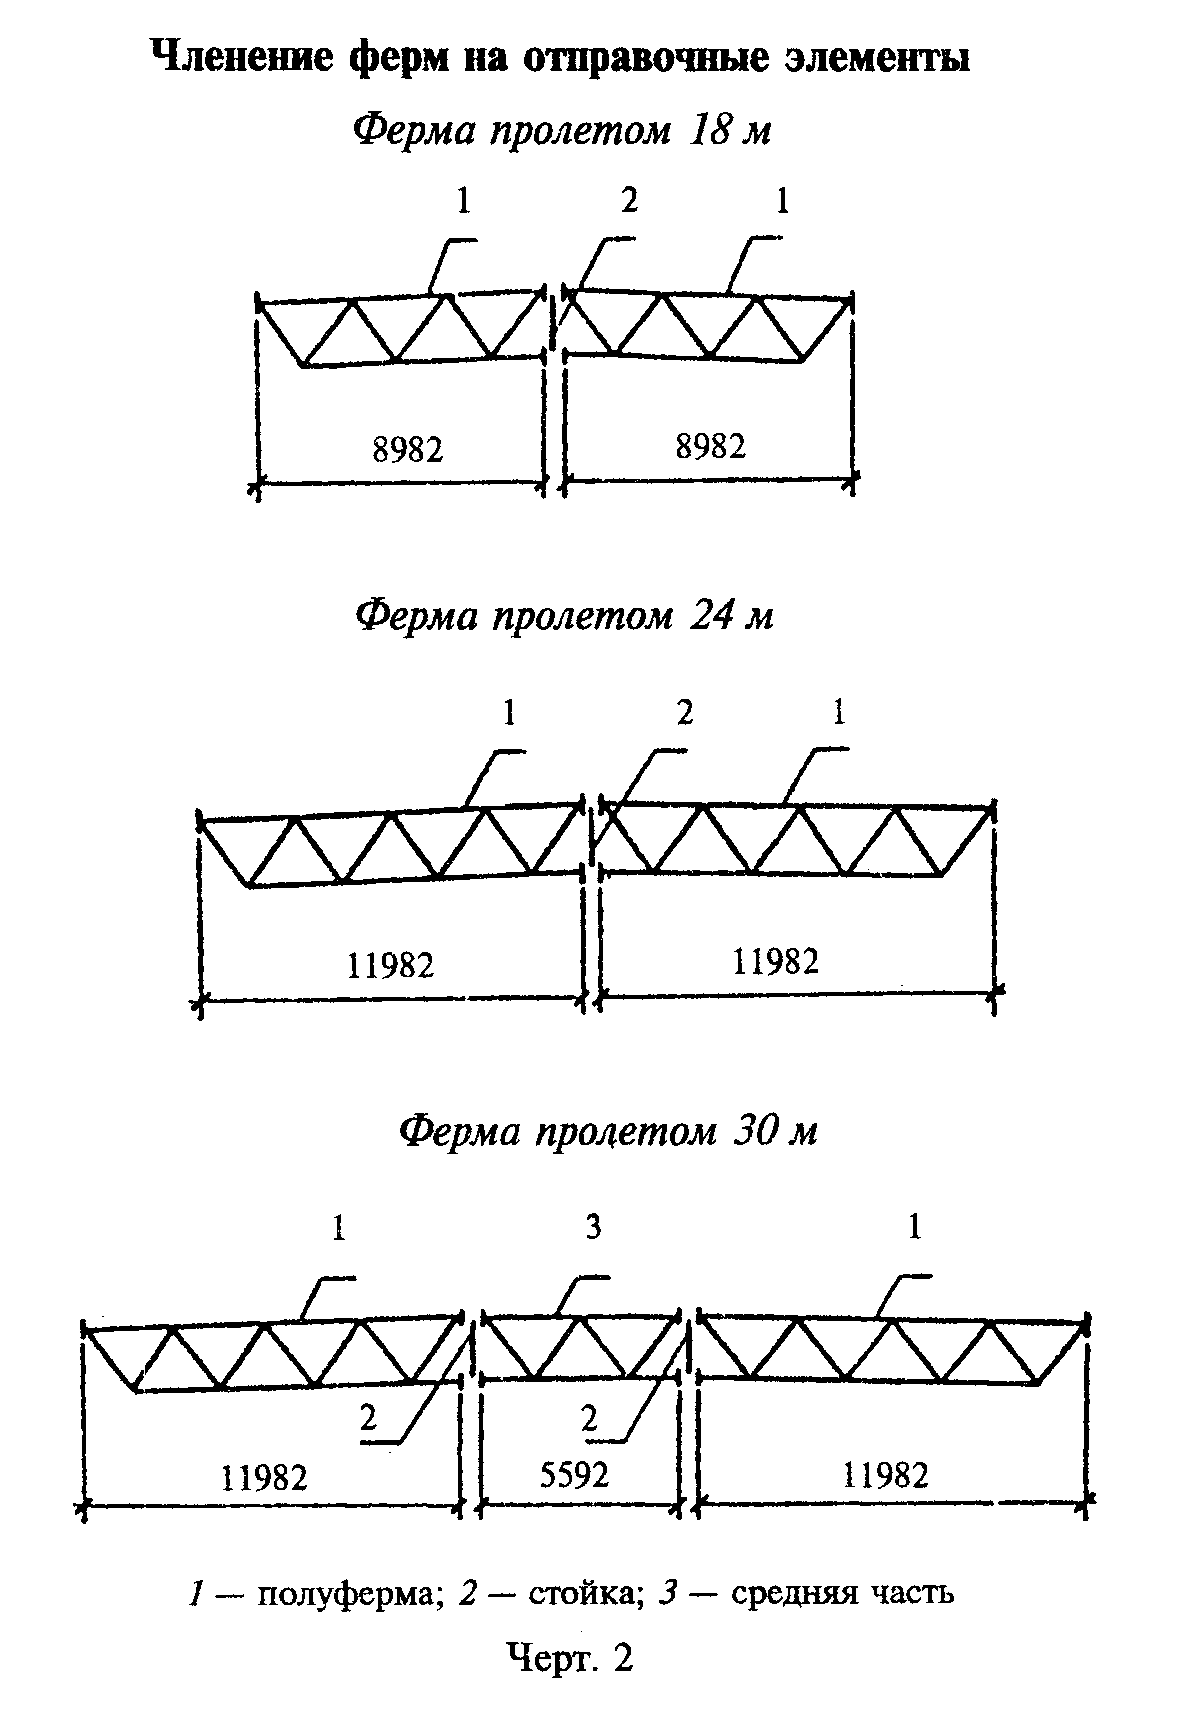 Членение ферм на отправочные элементы
Ферма пролетом 18 м
1 2 1
8982 8982
Ферма пролетом 24 м
1 2 1
11982 11982
Ферма пролетом 30 м
1 3 1
2 2
11982 5592 11982
1 — полуферма; 2 — стойка; 3 — средняя часть
Черт. 2